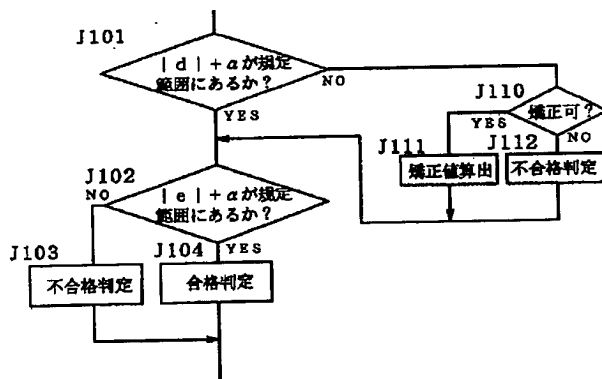 J101
|d|+αが規定
範囲にあるか？
NO
YES
J110
矯正可？
YES
NO
J111
J112
矯正値算出
不合格判定
J102
|e|+αが規定
範囲にあるか？
NO
YES
J103
J104
不合格判定
合格判定